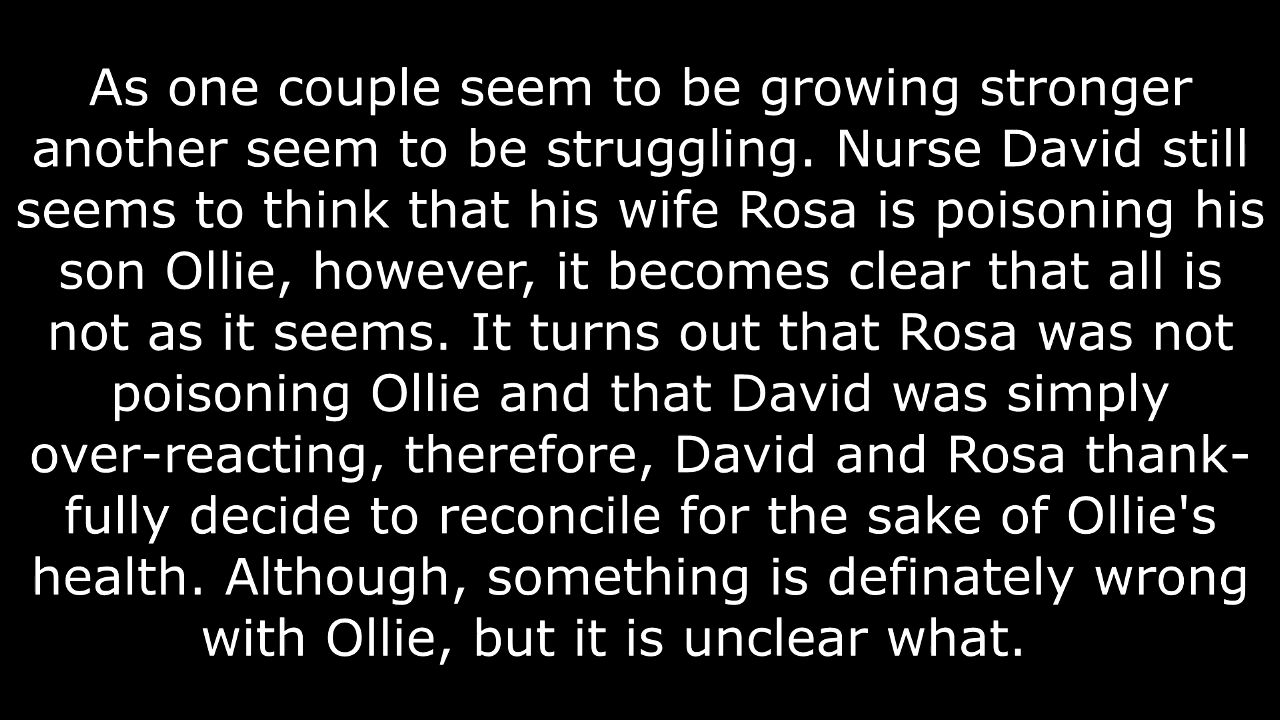 As one couple seem to be growing stronger
another seem to be struggling. Nurse David still
seems to think that his wife Rosa is poisoning his
son Ollie, however, it becomes clear that all is
not as it seems. It turns out that Rosa was not
poisoning Ollie and that David was simply
over-reacting, therefore, David and Rosa thank-
fully decide to reconcile for the sake of Ollie's
health. Although, something is definately wrong
with Ollie, but it is unclear what.